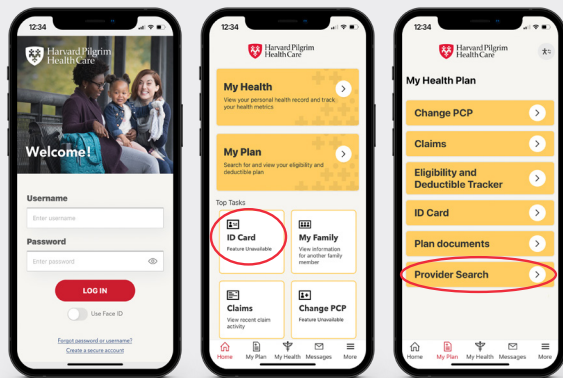 12:34
Harvard Pilgrim
HealthCare
Welcome!
Username
Enter username
Password
Enter password
LOG IN
Use Face ID
Forgot password or username?
Create a secure account
12:34
Harvard Pilgrim
HealthCare
My Health
View your personal health record and track
your health metrics
My Plan
Search for and view your eligibility and
deductible plan
Top Tasks
ID Card
Feature Unavailable
My Family
View information
for another family
member
Claims
View recent claim
activity
Change PCP
Feature Unavailable
Home
My Plan
My Health
Messages
More
12:34
Harvard Pilgrim
HealthCare
My Health Plan
Change PCP
Claims
Eligibility and
Deductible Tracker
ID Card
Plan documents
Provider Search
Home
My Plan
My Health
Messages
More